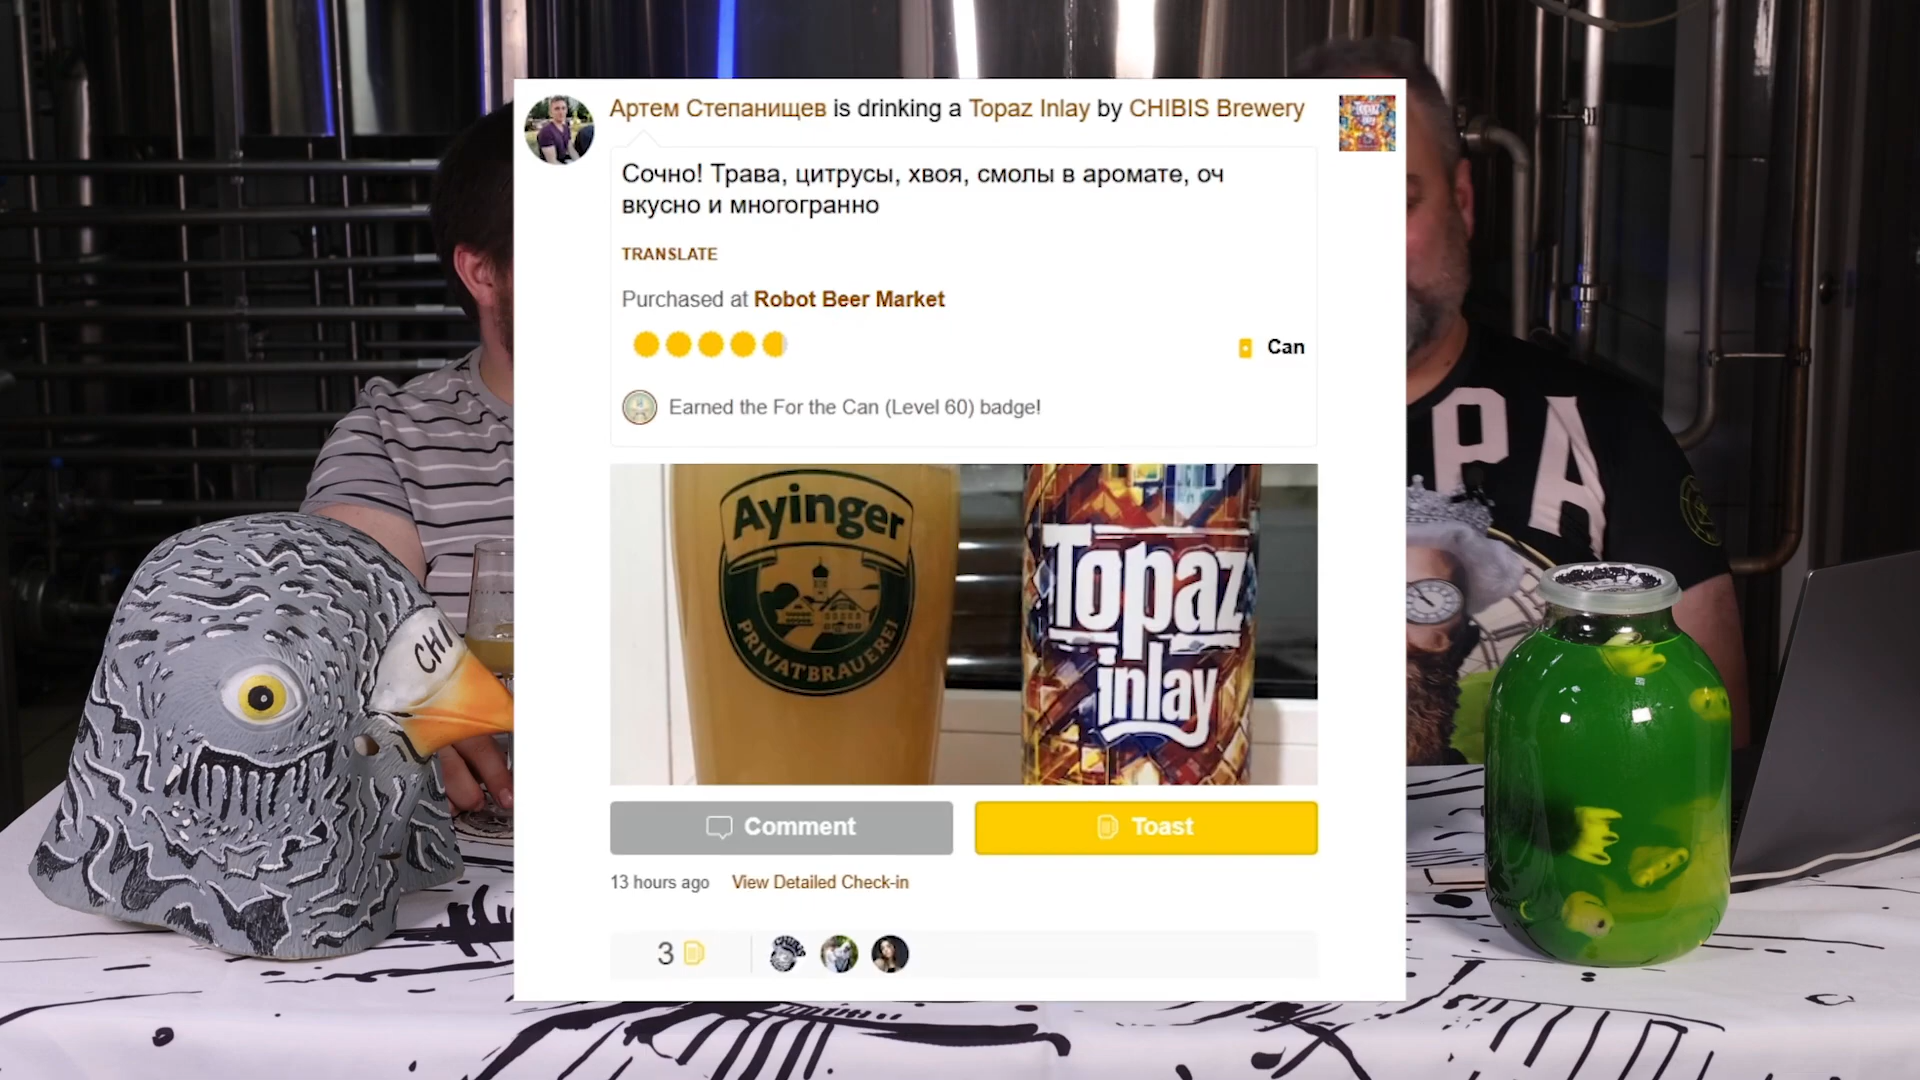 Артем Степанищев is drinking a Topaz Inlay by CHIBIS Brewery
Topaz
Inlay
Сочно! Трава, цитрусы, хвоя, смолы в аромате, оч
вкусно и многогранно
TRANSLATE
Purchased at Robot Beer Market
Can
Earned the For the Can (Level 60) badge!
Ayinger
PRIVATBRAUEREI
Topaz
inlay
Comment
Toast
13 hours ago View Detailed Check-in
3
CHI
PA